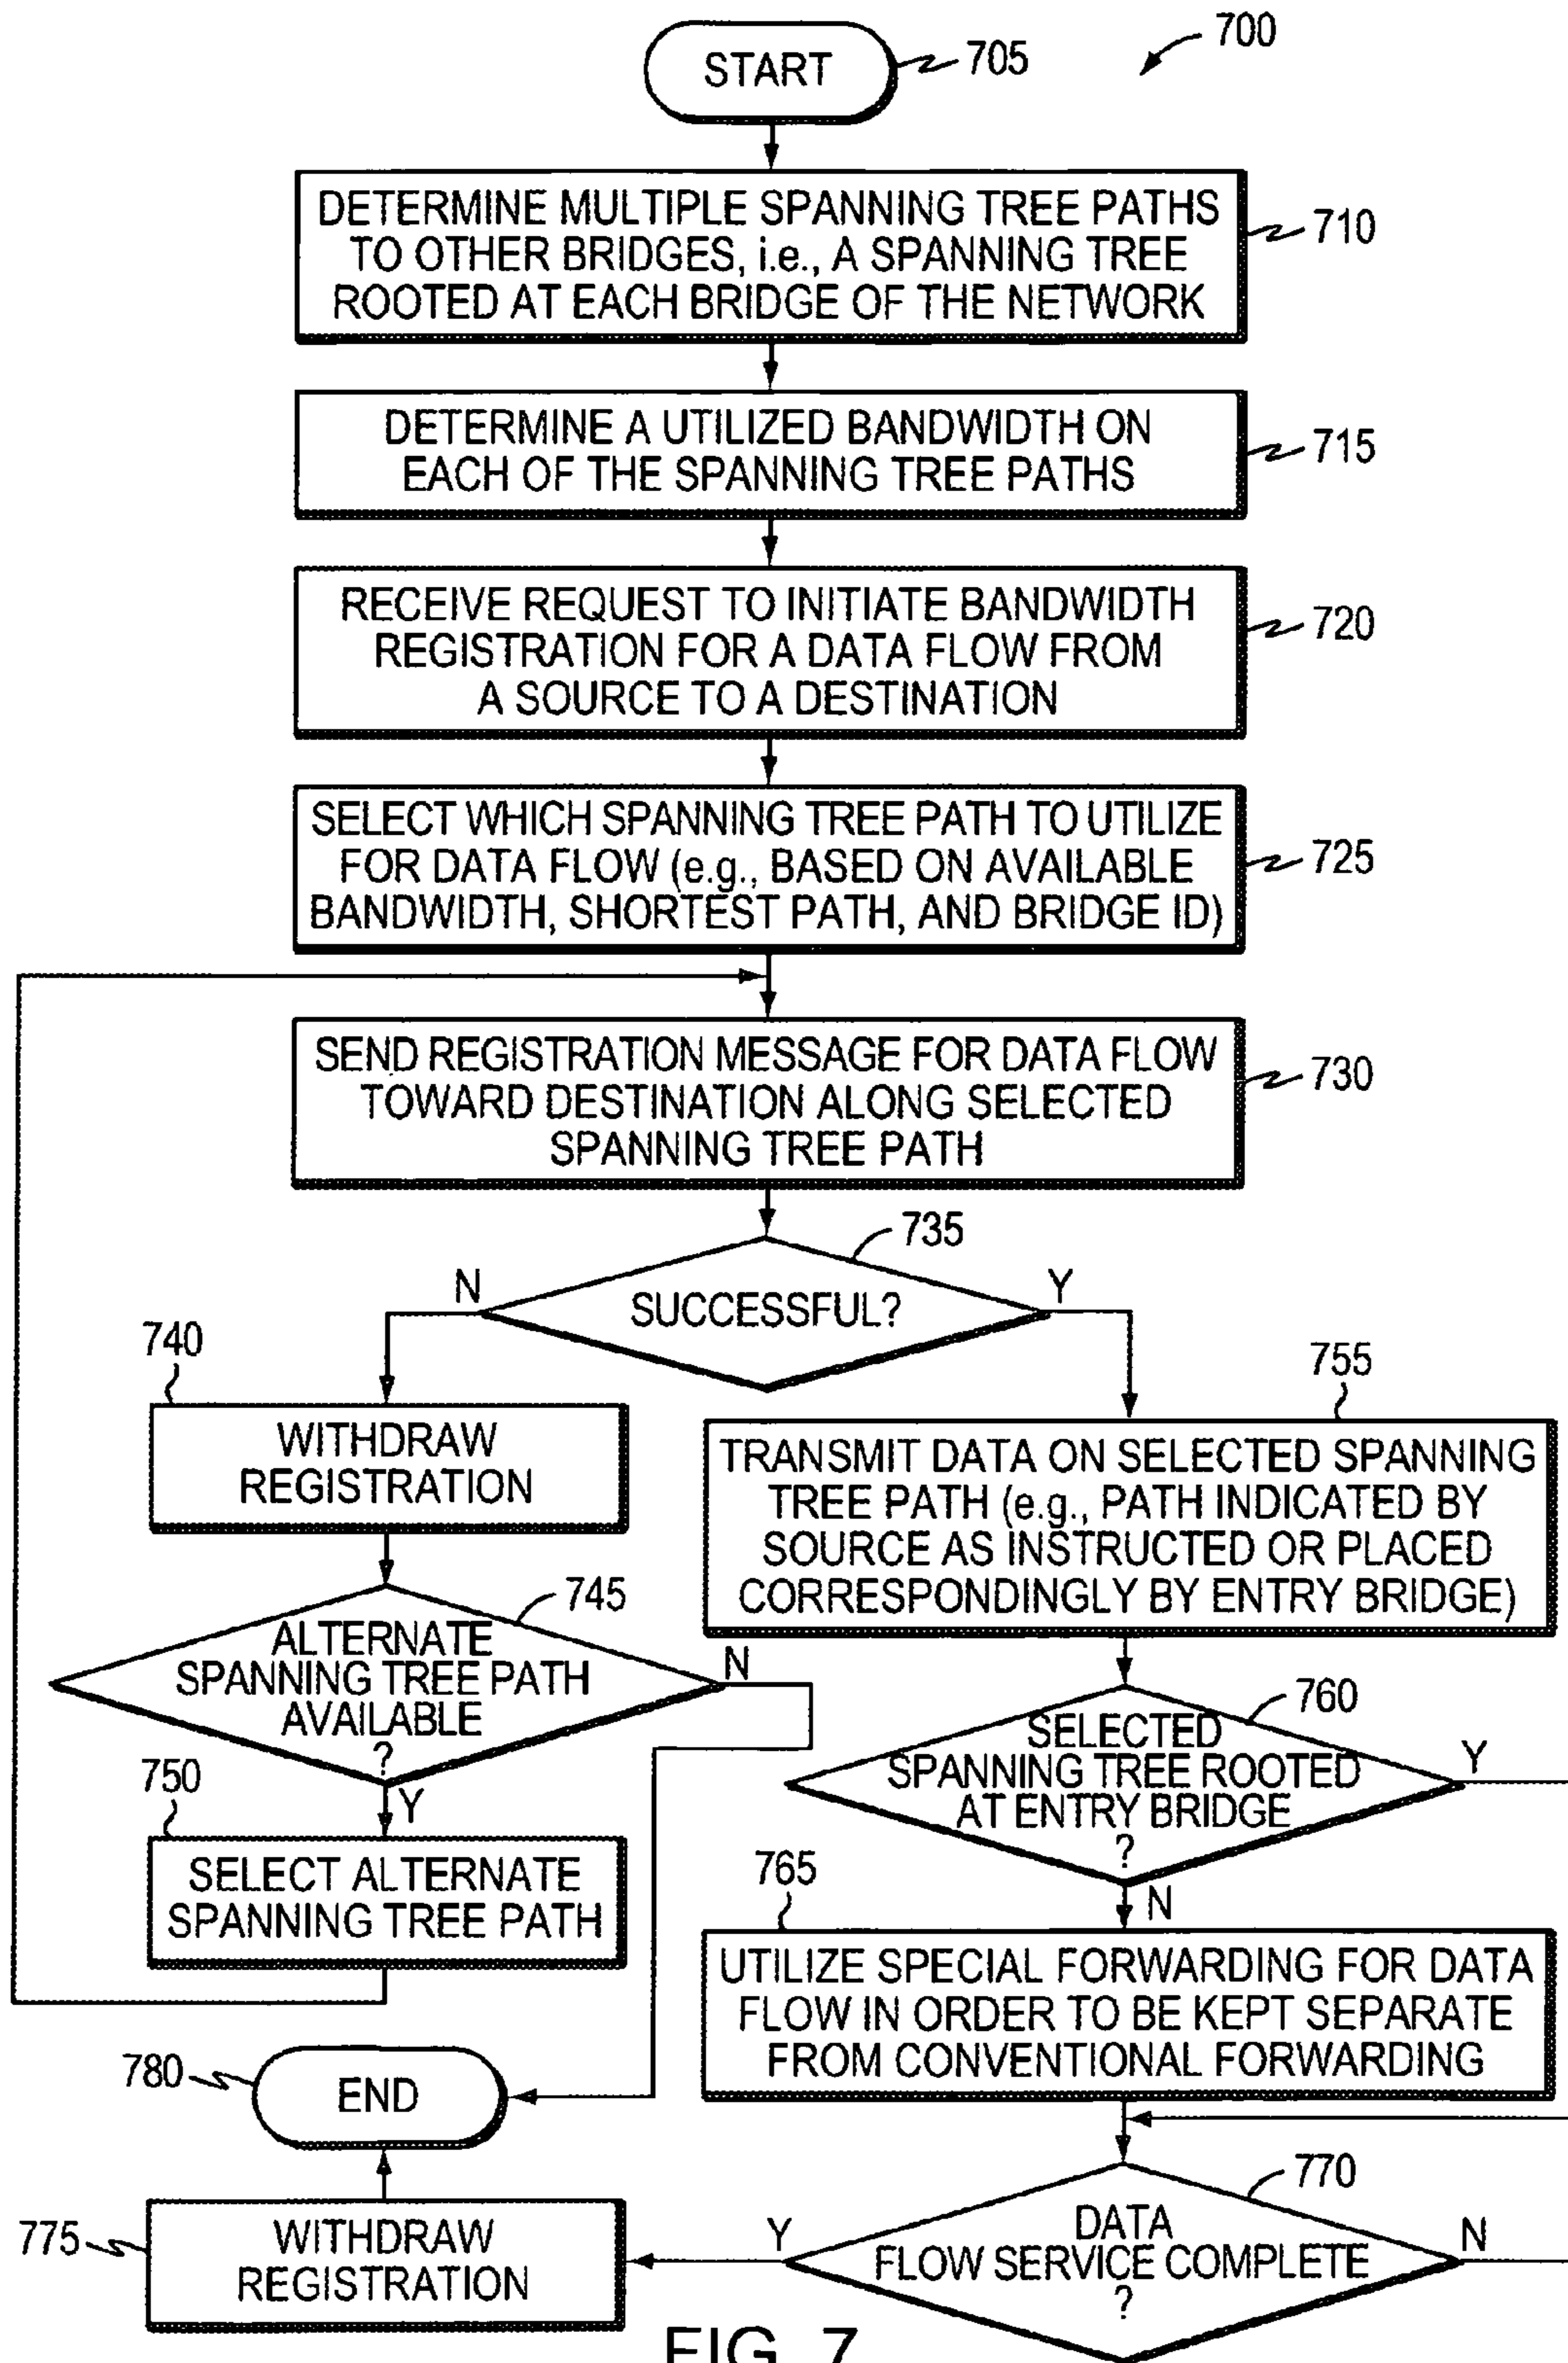 700
START
705
DETERMINE MULTIPLE SPANNING TREE PATHS
TO OTHER BRIDGES, i.e., A SPANNING TREE
ROOTED AT EACH BRIDGE OF THE NETWORK
710
DETERMINE A UTILIZED BANDWIDTH ON
EACH OF THE SPANNING TREE PATHS
715
RECEIVE REQUEST TO INITIATE BANDWIDTH
REGISTRATION FOR A DATA FLOW FROM
A SOURCE TO A DESTINATION
720
SELECT WHICH SPANNING TREE PATH TO UTILIZE
FOR DATA FLOW (e.g., BASED ON AVAILABLE
BANDWIDTH, SHORTEST PATH, AND BRIDGE ID)
725
SEND REGISTRATION MESSAGE FOR DATA FLOW
TOWARD DESTINATION ALONG SELECTED
SPANNING TREE PATH
730
735
N
SUCCESSFUL?
Y
740
WITHDRAW
REGISTRATION
755
TRANSMIT DATA ON SELECTED SPANNING
TREE PATH (e.g., PATH INDICATED BY
SOURCE AS INSTRUCTED OR PLACED
CORRESPONDINGLY BY ENTRY BRIDGE)
745
ALTERNATE
SPANNING TREE PATH
AVAILABLE
?
N
Y
750
SELECT ALTERNATE
SPANNING TREE PATH
760
SELECTED
SPANNING TREE ROOTED
AT ENTRY BRIDGE
?
Y
N
765
UTILIZE SPECIAL FORWARDING FOR DATA
FLOW IN ORDER TO BE KEPT SEPARATE
FROM CONVENTIONAL FORWARDING
780
END
770
DATA
FLOW SERVICE COMPLETE
?
Y
N
775
WITHDRAW
REGISTRATION
FIG. 7